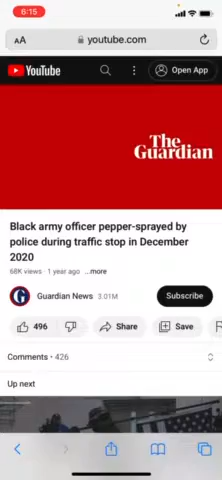 6:15
AA
youtube.com
YouTube
Open App
The
Guardian
Black army officer pepper-sprayed by
police during traffic stop in December
2020
68K views · 1 year ago ...more
Guardian News 3.01M
Subscribe
496
Share
Save
Comments • 426
Up next